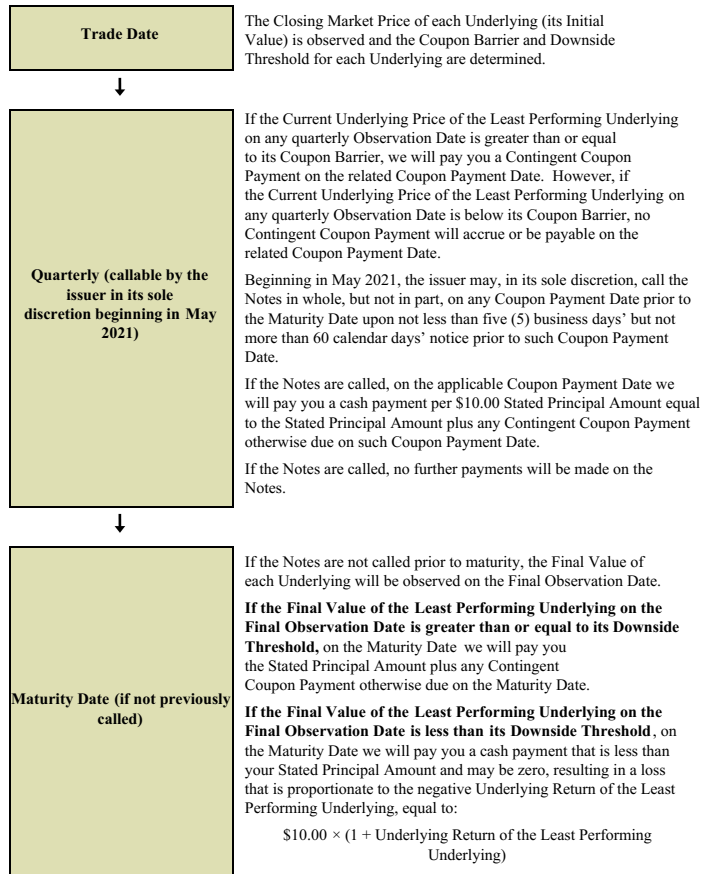 Trade Date
The Closing Market Price of each Underlying (its Initial
Value) is observed and the Coupon Barrier and Downside
Threshold for each Underlying are determined.
Quarterly (callable by the
issuer in its sole
discretion beginning in May
2021)
If the Current Underlying Price of the Least Performing Underlying
on any quarterly Observation Date is greater than or equal
to its Coupon Barrier, we will pay you a Contingent Coupon
Payment on the related Coupon Payment Date. However, if
the Current Underlying Price of the Least Performing Underlying on
any quarterly Observation Date is below its Coupon Barrier, no
Contingent Coupon Payment will accrue or be payable on the
related Coupon Payment Date.
Beginning in May 2021, the issuer may, in its sole discretion, call the
Notes in whole, but not in part, on any Coupon Payment Date prior to
the Maturity Date upon not less than five (5) business days’ but not
more than 60 calendar days’ notice prior to such Coupon Payment
Date.
If the Notes are called, on the applicable Coupon Payment Date we
will pay you a cash payment per $10.00 Stated Principal Amount equal
to the Stated Principal Amount plus any Contingent Coupon Payment
otherwise due on such Coupon Payment Date.
If the Notes are called, no further payments will be made on the
Notes.
Maturity Date (if not previously
called)
If the Notes are not called prior to maturity, the Final Value of
each Underlying will be observed on the Final Observation Date.
If the Final Value of the Least Performing Underlying on the
Final Observation Date is greater than or equal to its Downside
Threshold, on the Maturity Date we will pay you
the Stated Principal Amount plus any Contingent
Coupon Payment otherwise due on the Maturity Date.
If the Final Value of the Least Performing Underlying on the
Final Observation Date is less than its Downside Threshold, on
the Maturity Date we will pay you a cash payment that is less than
your Stated Principal Amount and may be zero, resulting in a loss
that is proportionate to the negative Underlying Return of the Least
Performing Underlying, equal to:
$10.00 × (1 + Underlying Return of the Least Performing
Underlying)